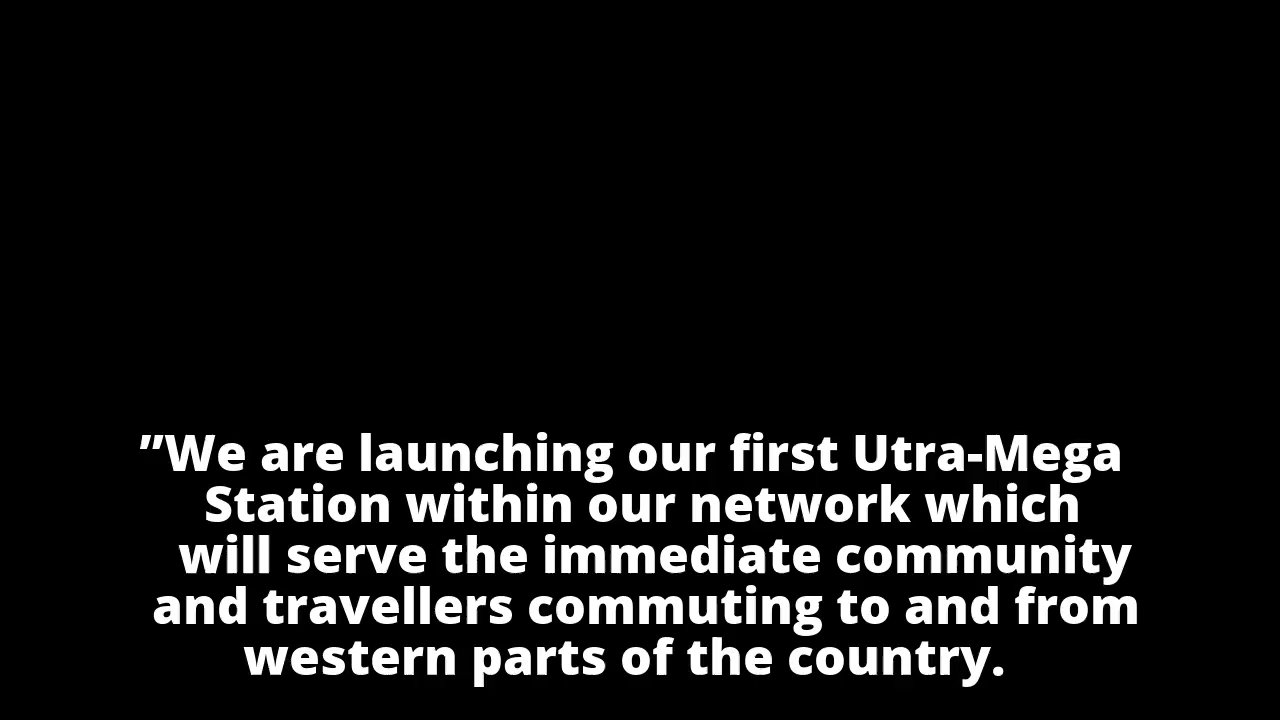 ”We are launching our first Utra-Mega
Station within our network which
will serve the immediate community
and travellers commuting to and from
western parts of the country.